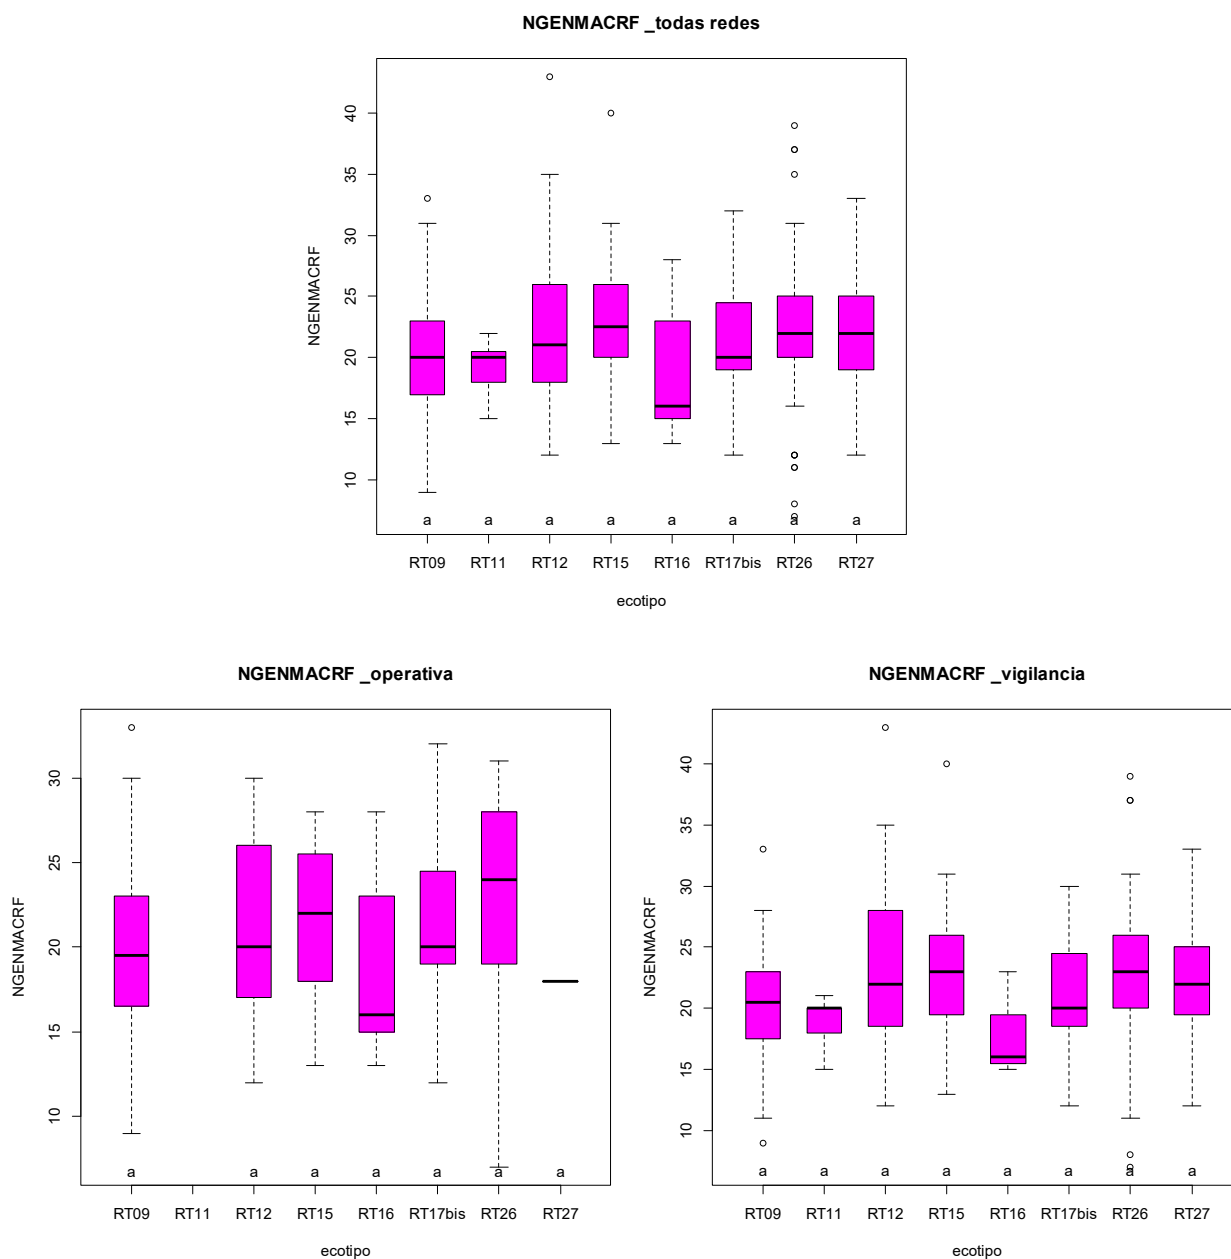 NGENMACRF _todas redes
NGENMACRF
40
35
30
25
20
15
10
a a a a a a a a
RT09 RT11 RT12 RT15 RT16 RT17bis RT26 RT27
ecotipo
NGENMACRF _operativa
NGENMACRF
30
25
20
15
10
a a a a a a a
RT09 RT11 RT12 RT15 RT16 RT17bis RT26 RT27
ecotipo
NGENMACRF _vigilancia
NGENMACRF
40
35
30
25
20
15
10
a a a a a a a a
RT09 RT11 RT12 RT15 RT16 RT17bis RT26 RT27
ecotipo